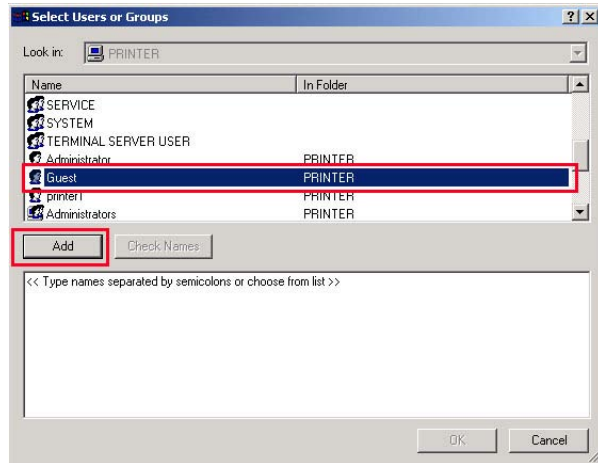 Select Users or Groups
Look in: PRINTER
Name In Folder
SERVICE
SYSTEM
TERMINAL SERVER USER
Administrator PRINTER
Guest PRINTER
printer1 PRINTER
Administrators PRINTER
Add Check Names
<< Type names separated by semicolons or choose from list >>
OK Cancel